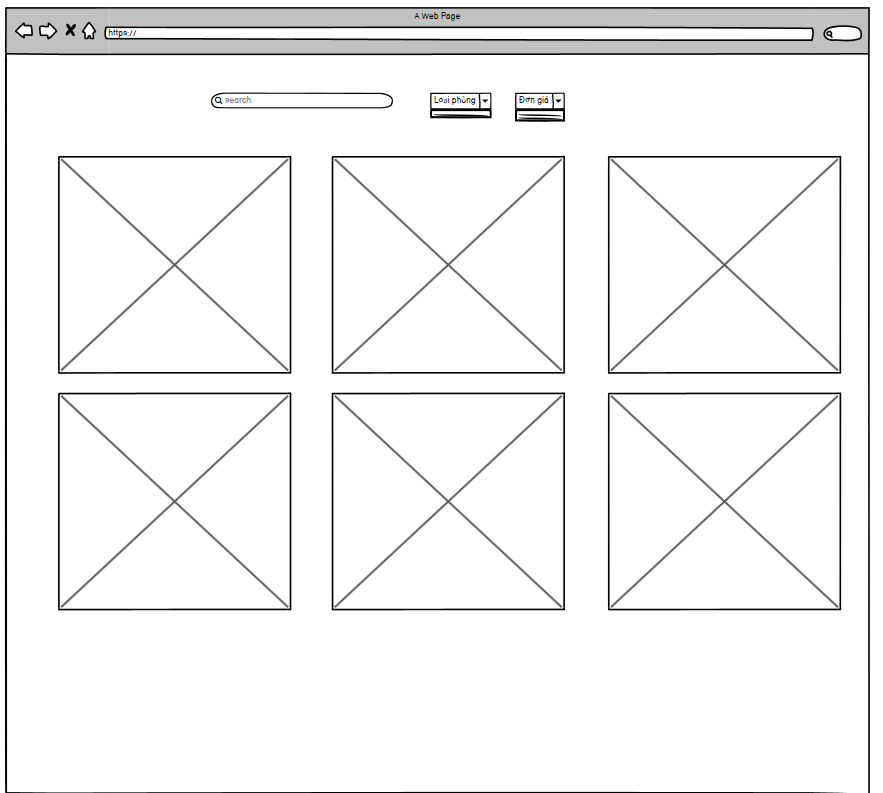 A Web Page
https://
search
Loại phòng
Đơn giá